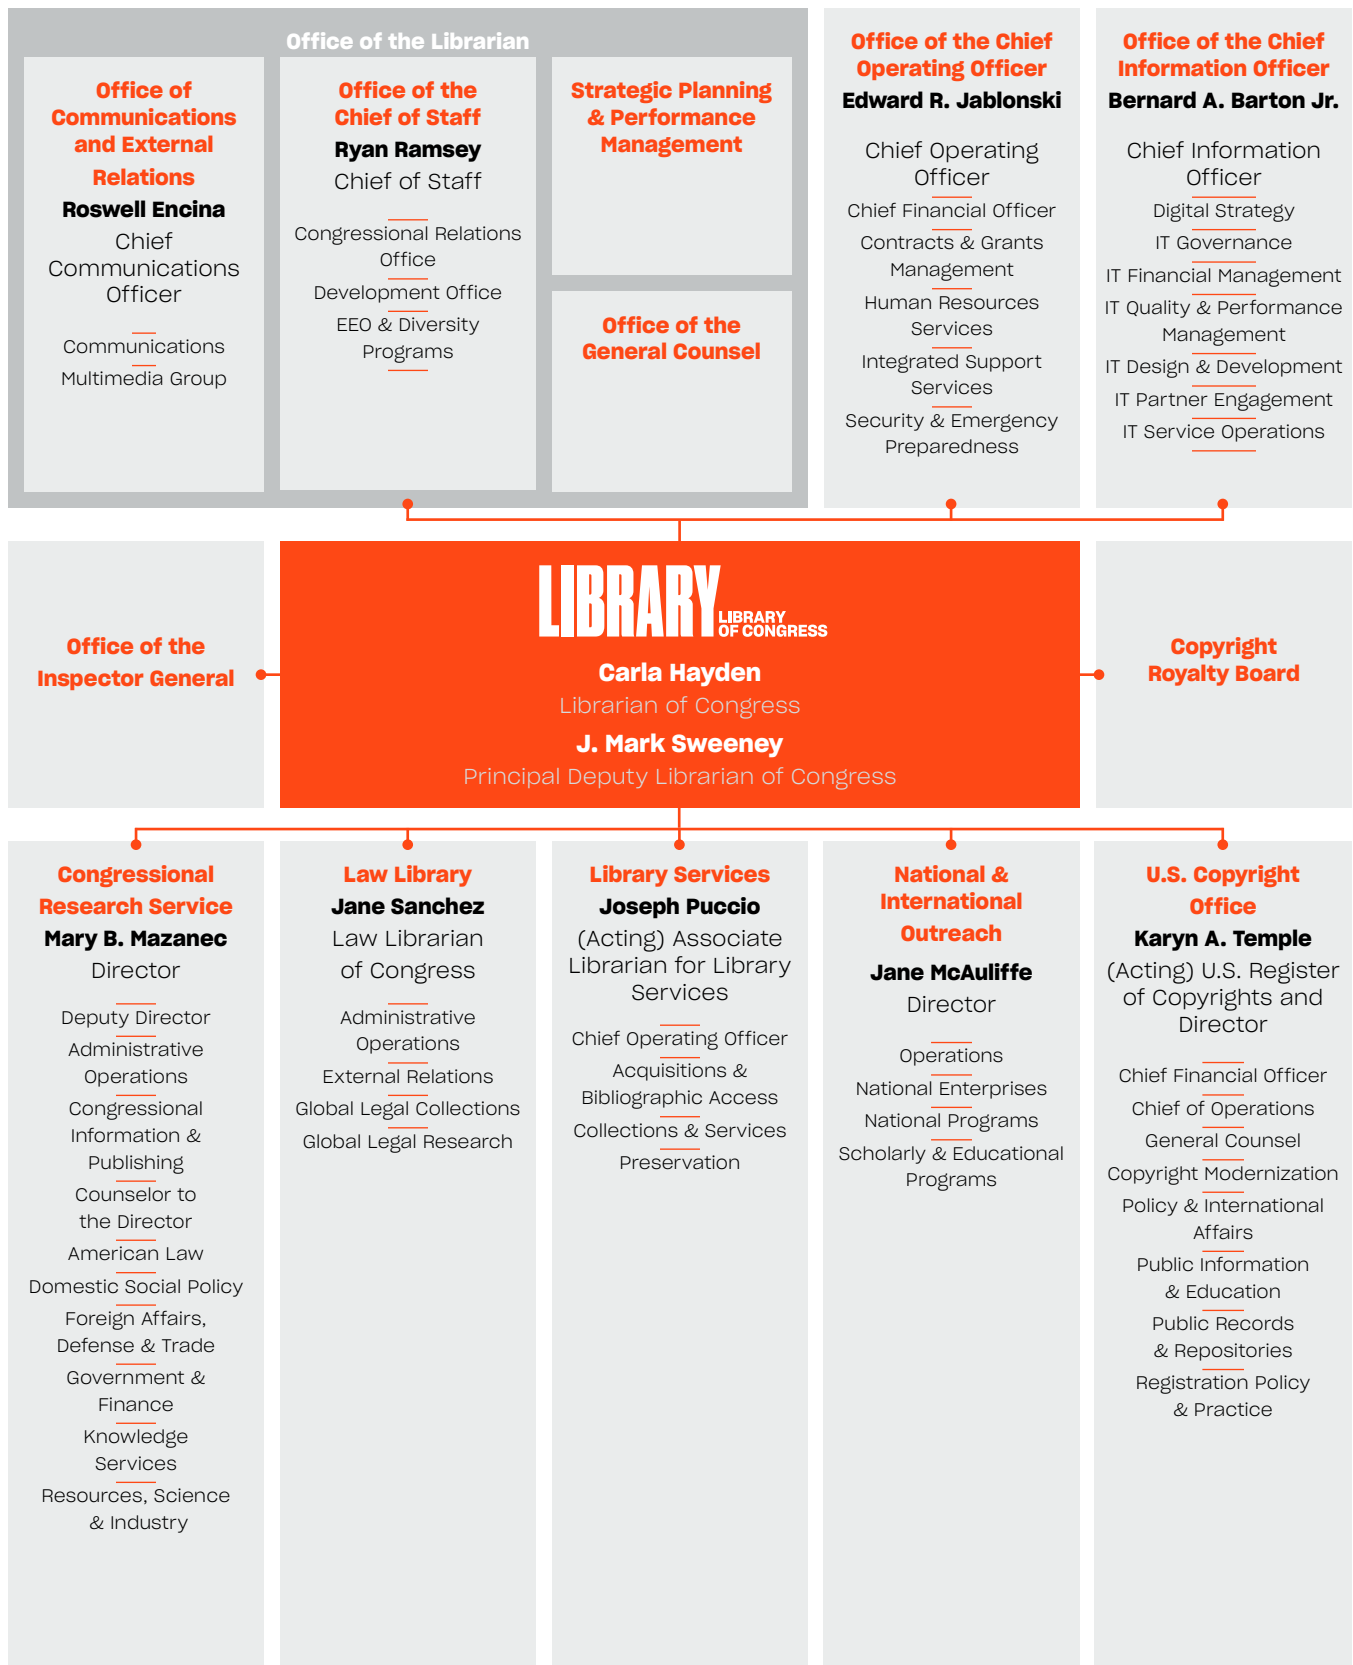 Office of the Librarian
Office of
Communications
and External
Relations
Roswell Encina
Chief
Communications
Officer
Communications
Multimedia Group
Office of the
Chief of Staff
Ryan Ramsey
Chief of Staff
Congressional Relations
Office
Development Office
EEO & Diversity
Programs
Strategic Planning
& Performance
Management
Office of the
General Counsel
Office of the Chief
Operating Officer
Edward R. Jablonski
Chief Operating
Officer
Chief Financial Officer
Contracts & Grants
Management
Human Resources
Services
Integrated Support
Services
Security & Emergency
Preparedness
Office of the Chief
Information Officer
Bernard A. Barton Jr.
Chief Information
Officer
Digital Strategy
IT Governance
IT Financial Management
IT Quality & Performance
Management
IT Design & Development
IT Partner Engagement
IT Service Operations
Office of the
Inspector General
LIBRARY
LIBRARY
OF CONGRESS
Carla Hayden
Librarian of Congress
J. Mark Sweeney
Principal Deputy Librarian of Congress
Copyright
Royalty Board
Congressional
Research Service
Mary B. Mazanec
Director
Deputy Director
Administrative
Operations
Congressional
Information &
Publishing
Counselor to
the Director
American Law
Domestic Social Policy
Foreign Affairs,
Defense & Trade
Government &
Finance
Knowledge
Services
Resources, Science
& Industry
Law Library
Jane Sanchez
Law Librarian
of Congress
Administrative
Operations
External Relations
Global Legal Collections
Global Legal Research
Library Services
Joseph Puccio
(Acting) Associate
Librarian for Library
Services
Chief Operating Officer
Acquisitions &
Bibliographic Access
Collections & Services
Preservation
National &
International
Outreach
Jane McAuliffe
Director
Operations
National Enterprises
National Programs
Scholarly & Educational
Programs
U.S. Copyright
Office
Karyn A. Temple
(Acting) U.S. Register
of Copyrights and
Director
Chief Financial Officer
Chief of Operations
General Counsel
Copyright Modernization
Policy & International
Affairs
Public Information
& Education
Public Records
& Repositories
Registration Policy
& Practice